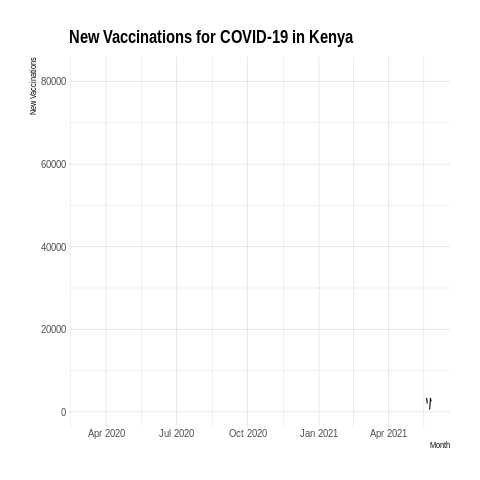 New Vaccinations for COVID-19 in Kenya
New Vaccinations
80000
60000
40000
20000
0
Apr 2020 Jul 2020 Oct 2020 Jan 2021 Apr 2021
Month